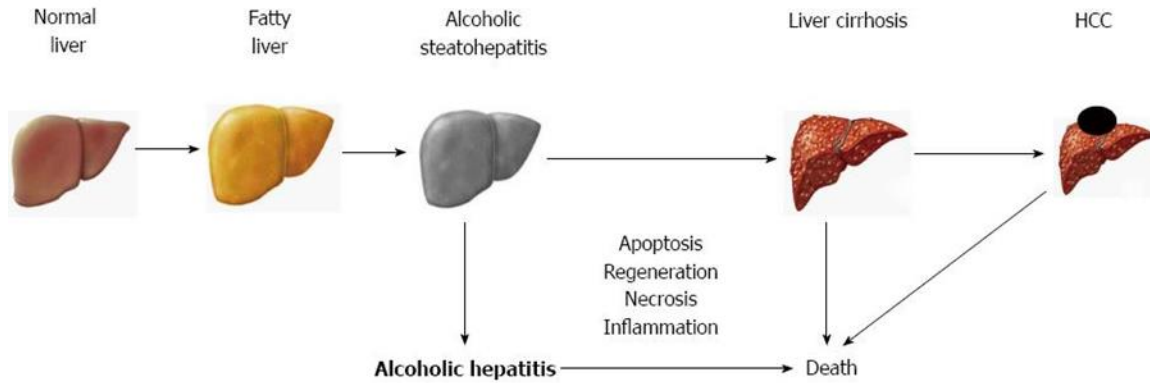 Normal
liver
Fatty
liver
Alcoholic
steatohepatitis
Liver cirrhosis
HCC
Apoptosis
Regeneration
Necrosis
Inflammation
Alcoholic hepatitis
Death